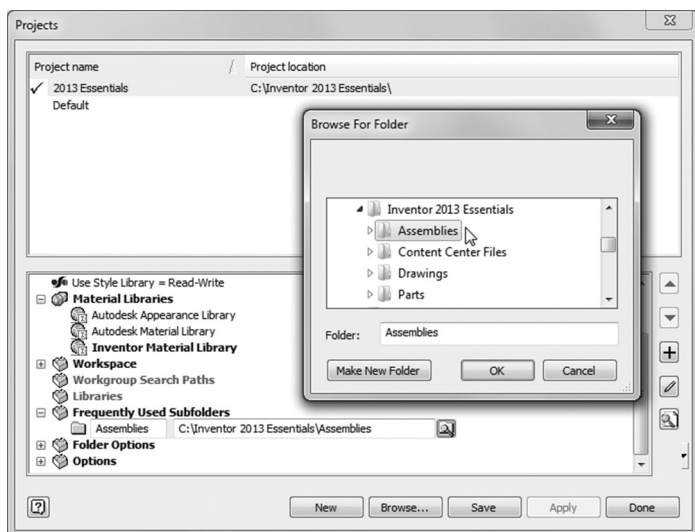 Projects
Project name / Project location
2013 Essentials C:\Inventor 2013 Essentials\
Default
Browse For Folder
Inventor 2013 Essentials
Assemblies
Content Center Files
Drawings
Parts
Folder: Assemblies
Make New Folder OK Cancel
Use Style Library = Read-Write
Material Libraries
Autodesk Appearance Library
Autodesk Material Library
Inventor Material Library
Workspace
Workgroup Search Paths
Libraries
Frequently Used Subfolders
Assemblies C:\Inventor 2013 Essentials\Assemblies
Folder Options
Options
New Browse... Save Apply Done